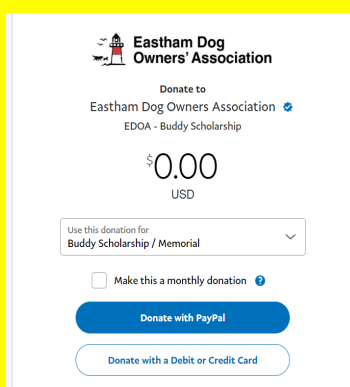 Eastham Dog
Owners' Association
Donate to
Eastham Dog Owners Association
EDOA - Buddy Scholarship
$0.00
USD
Use this donation for
Buddy Scholarship / Memorial
Make this a monthly donation ?
Donate with PayPal
Donate with a Debit or Credit Card